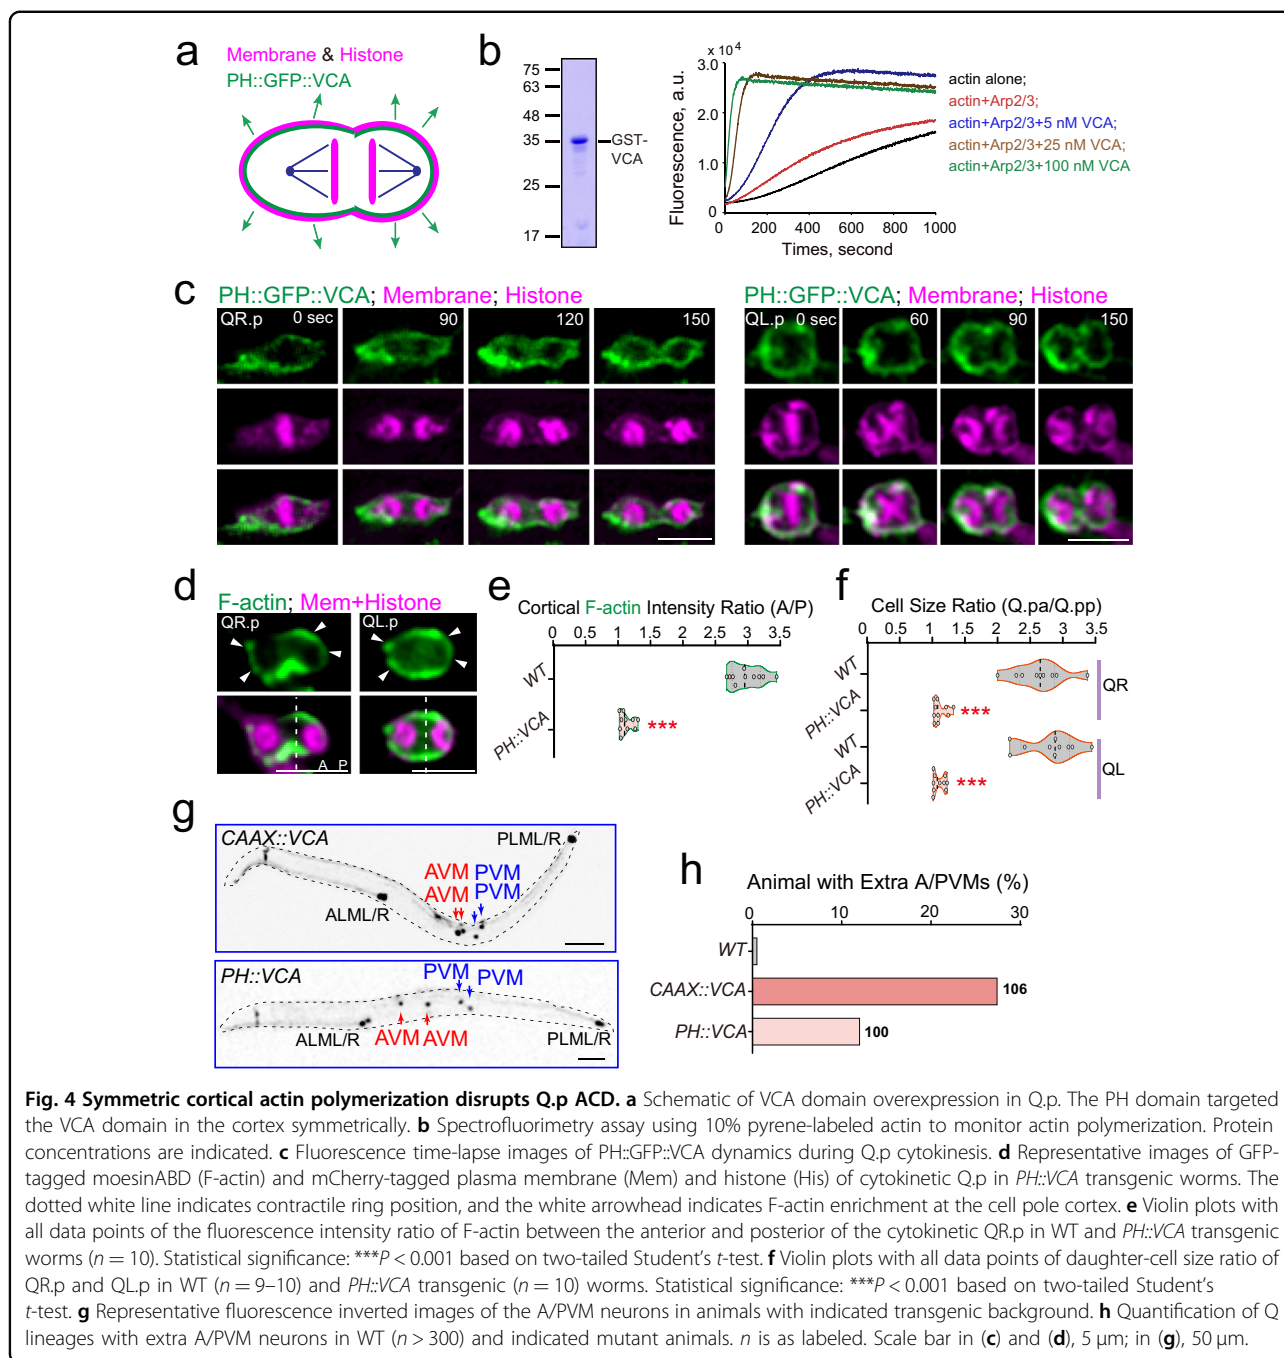 a
Membrane & Histone
PH::GFP::VCA
b
75
63
48
35
25
17
GST-
VCA
x 10⁴
3.0
2.0
1.0
0
Fluorescence, a.u.
0 200 400 600 800 1000
Times, second
actin alone;
actin+Arp2/3;
actin+Arp2/3+5 nM VCA;
actin+Arp2/3+25 nM VCA;
actin+Arp2/3+100 nM VCA
c
PH::GFP::VCA; Membrane; Histone
QR.p 0 sec 90 120 150
PH::GFP::VCA; Membrane; Histone
QL.p 0 sec 60 90 150
d
F-actin; Mem+Histone
QR.p QL.p
A P
e
Cortical F-actin Intensity Ratio (A/P)
0 0.5 1 1.5 2 2.5 3 3.5
WT
PH::VCA
***
f
Cell Size Ratio (Q.pa/Q.pp)
0 0.5 1 1.5 2 2.5 3 3.5
WT
PH::VCA
***
QR
WT
PH::VCA
***
QL
g
CAAX::VCA
PLML/R
AVM PVM
AVM PVM
ALML/R
PH::VCA
PVM PVM
ALML/R AVM AVM PLML/R
h
Animal with Extra A/PVMs (%)
0 10 20 30
WT
CAAX::VCA 106
PH::VCA 100
Fig. 4 Symmetric cortical actin polymerization disrupts Q.p ACD. a Schematic of VCA domain overexpression in Q.p. The PH domain targeted
the VCA domain in the cortex symmetrically. b Spectrofluorimetry assay using 10% pyrene-labeled actin to monitor actin polymerization. Protein
concentrations are indicated. c Fluorescence time-lapse images of PH::GFP::VCA dynamics during Q.p cytokinesis. d Representative images of GFP-
tagged moesinABD (F-actin) and mCherry-tagged plasma membrane (Mem) and histone (His) of cytokinetic Q.p in PH::VCA transgenic worms. The
dotted white line indicates contractile ring position, and the white arrowhead indicates F-actin enrichment at the cell pole cortex. e Violin plots with
all data points of the fluorescence intensity ratio of F-actin between the anterior and posterior of the cytokinetic QR.p in WT and PH::VCA transgenic
worms (n = 10). Statistical significance: ***P < 0.001 based on two-tailed Student's t-test. f Violin plots with all data points of daughter-cell size ratio of
QR.p and QL.p in WT (n = 9–10) and PH::VCA transgenic (n = 10) worms. Statistical significance: ***P < 0.001 based on two-tailed Student's
t-test. g Representative fluorescence inverted images of the A/PVM neurons in animals with indicated transgenic background. h Quantification of Q
lineages with extra A/PVM neurons in WT (n > 300) and indicated mutant animals. n is as labeled. Scale bar in (c) and (d), 5 μm; in (g), 50 μm.